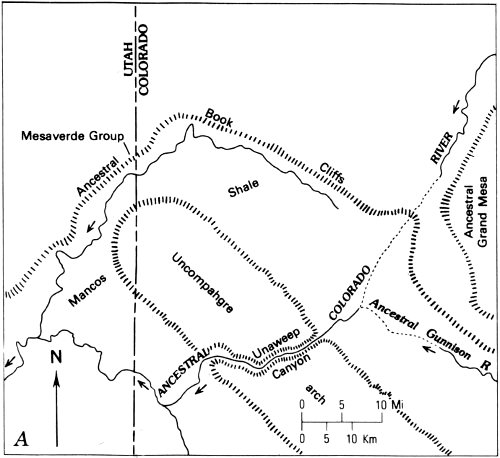 UTAH
COLORADO
Mesaverde Group
Ancestral
Book
Cliffs
RIVER
Ancestral
Grand Mesa
Shale
Mancos
Uncompahgre
COLORADO
Ancestral
Gunnison
R
ANCESTRAL
Unaweep
Canyon
arch
N
0 5 10 Mi
0 5 10 Km
A